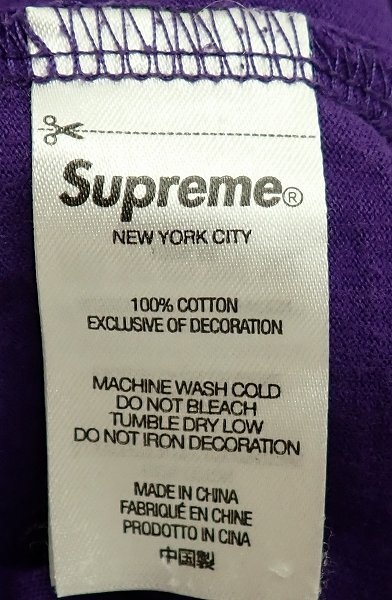 Supreme®
NEW YORK CITY
100% COTTON
EXCLUSIVE OF DECORATION
MACHINE WASH COLD
DO NOT BLEACH
TUMBLE DRY LOW
DO NOT IRON DECORATION
MADE IN CHINA
FABRIQUÉ EN CHINE
PRODOTTO IN CINA
中国製